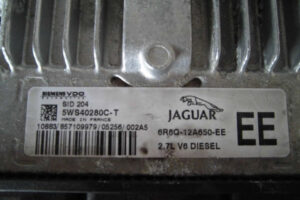 SIEMENS VDO
SID 204
5WS40280C-T
MADE IN FRANCE
10883/857109979/05256/002A5
JAGUAR
6R8Q-12A650-EE
2.7L V6 DIESEL
EE